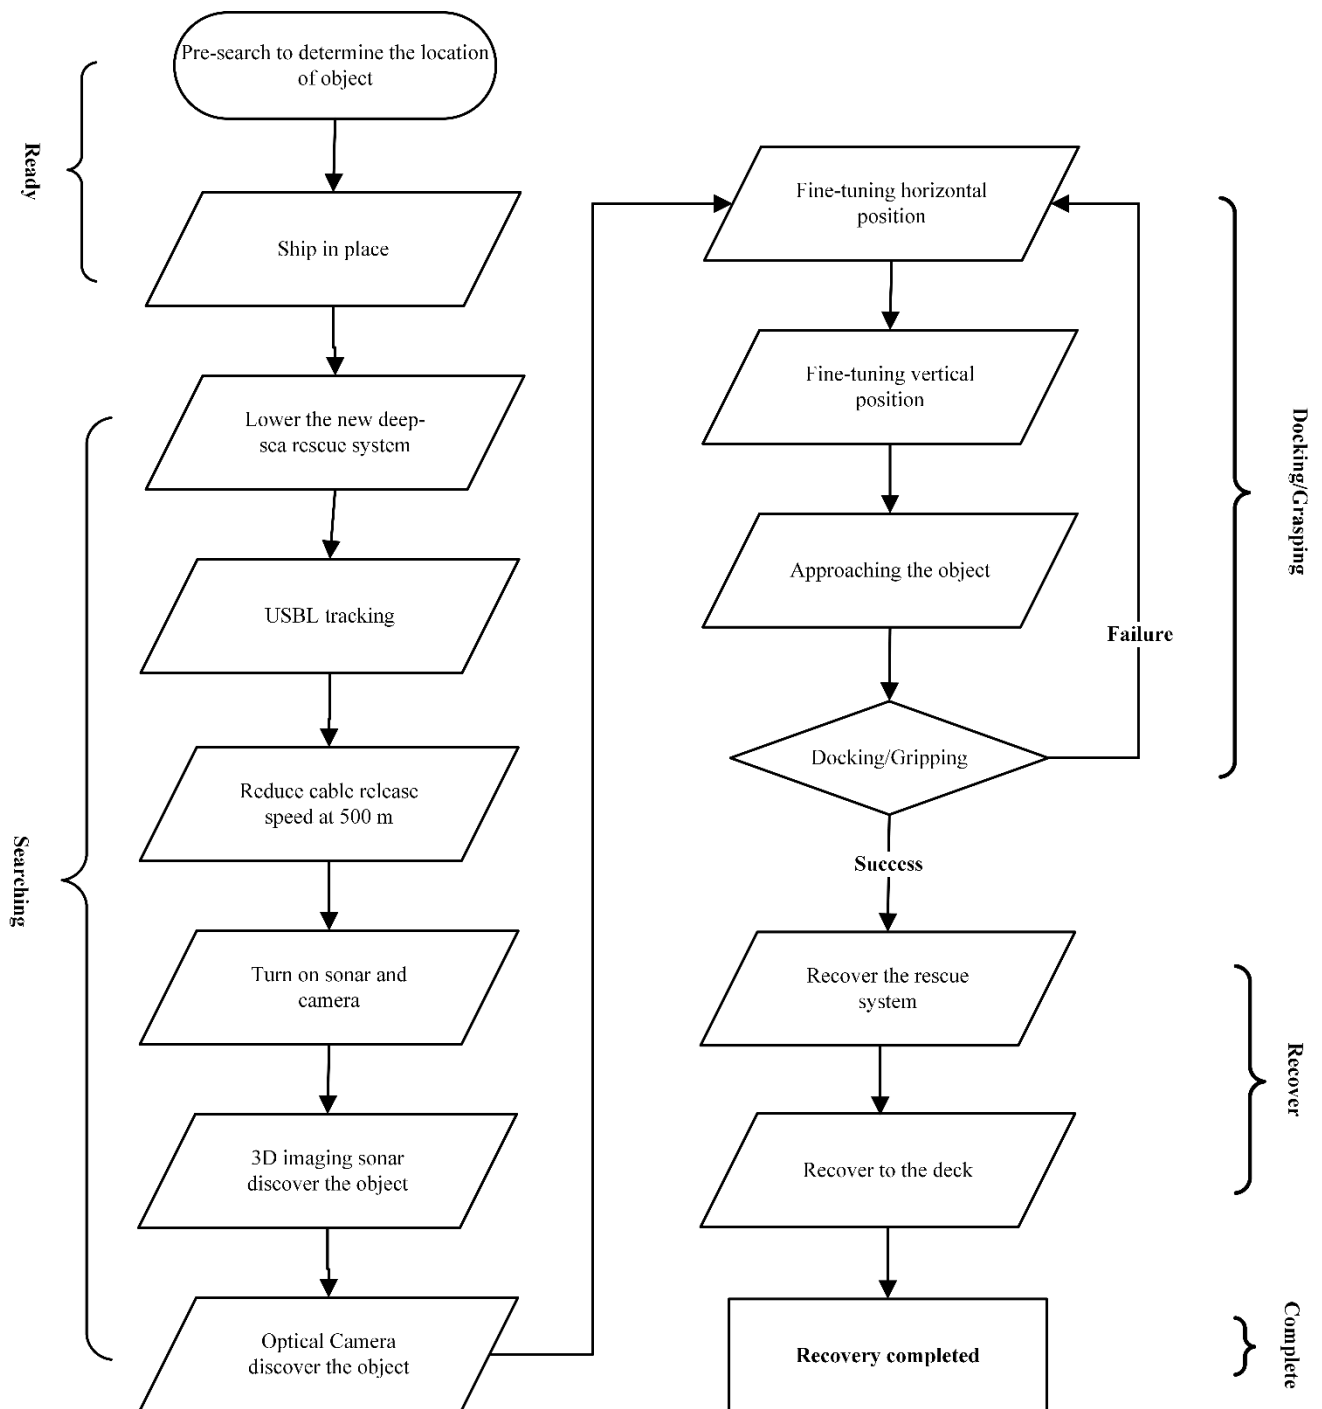 Pre-search to determine the location
of object
Ready
Ship in place
Lower the new deep-
sea rescue system
USBL tracking
Reduce cable release
speed at 500 m
Searching
Turn on sonar and
camera
3D imaging sonar
discover the object
Optical Camera
discover the object
Fine-tuning horizontal
position
Fine-tuning vertical
position
Approaching the object
Docking/Grasping
Failure
Docking/Gripping
Success
Recover the rescue
system
Recover
Recover to the deck
Recovery completed
Complete